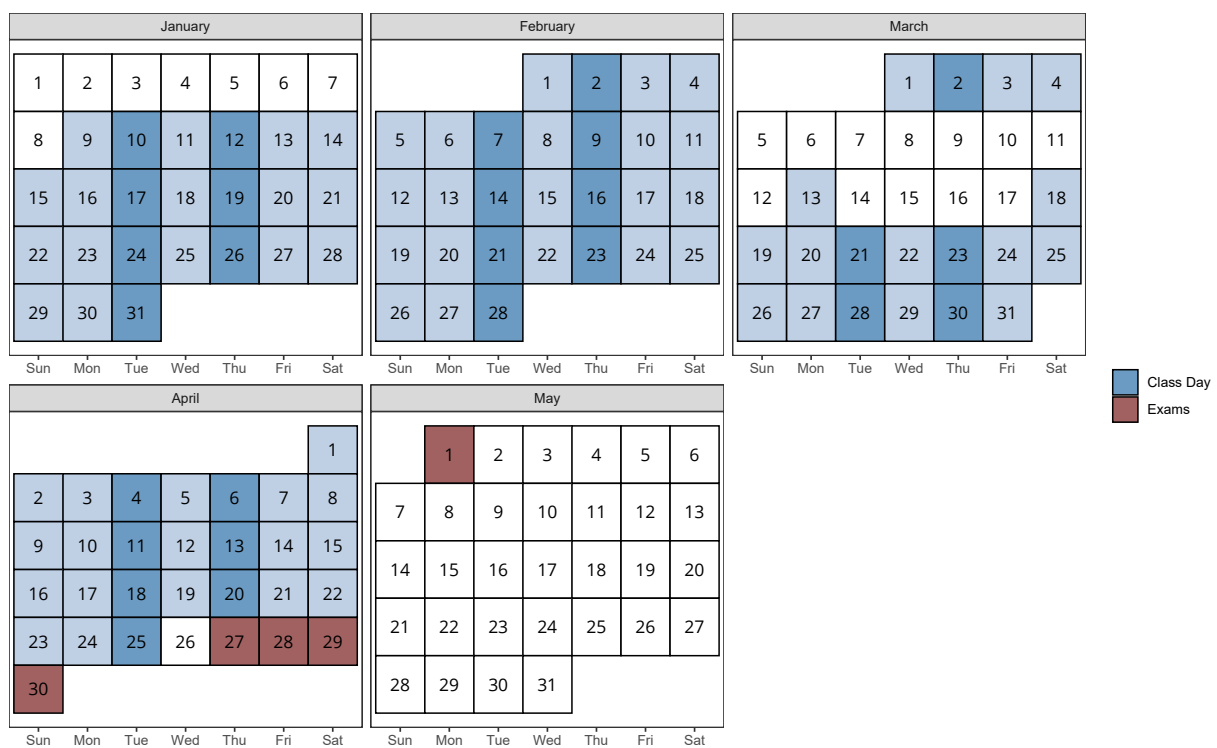 January
1 2 3 4 5 6 7
8 9 10 11 12 13 14
15 16 17 18 19 20 21
22 23 24 25 26 27 28
29 30 31
Sun Mon Tue Wed Thu Fri Sat
February
1 2 3 4
5 6 7 8 9 10 11
12 13 14 15 16 17 18
19 20 21 22 23 24 25
26 27 28
Sun Mon Tue Wed Thu Fri Sat
March
1 2 3 4
5 6 7 8 9 10 11
12 13 14 15 16 17 18
19 20 21 22 23 24 25
26 27 28 29 30 31
Sun Mon Tue Wed Thu Fri Sat
April
1
2 3 4 5 6 7 8
9 10 11 12 13 14 15
16 17 18 19 20 21 22
23 24 25 26 27 28 29
30
Sun Mon Tue Wed Thu Fri Sat
May
1 2 3 4 5 6
7 8 9 10 11 12 13
14 15 16 17 18 19 20
21 22 23 24 25 26 27
28 29 30 31
Sun Mon Tue Wed Thu Fri Sat
Class Day
Exams